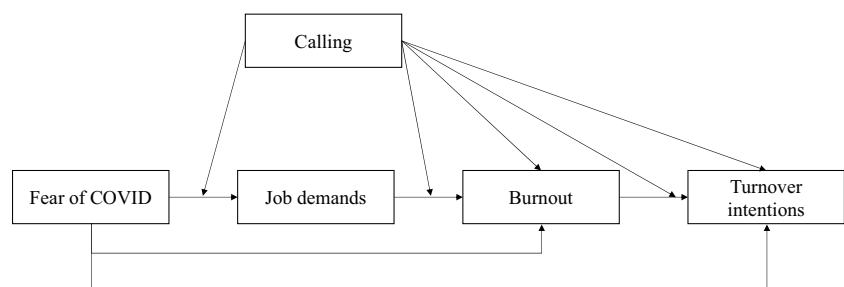 Calling
Fear of COVID
Job demands
Burnout
Turnover
intentions